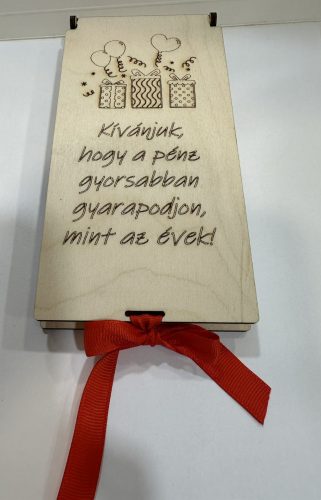 Kívánjuk,
hogy a pénz
gyorsabban
gyarapodjon,
mint az évek!